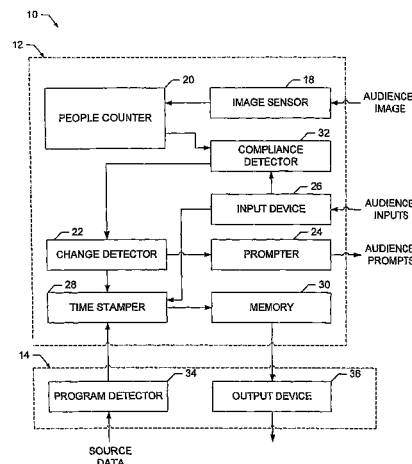 10
12
20
18
PEOPLE COUNTER
IMAGE SENSOR
AUDIENCE
IMAGE
32
COMPLIANCE
DETECTOR
26
INPUT DEVICE
AUDIENCE
INPUTS
22
24
CHANGE DETECTOR
PROMPTER
AUDIENCE
PROMPTS
28
30
TIME STAMPER
MEMORY
14
34
36
PROGRAM DETECTOR
OUTPUT DEVICE
SOURCE
DATA